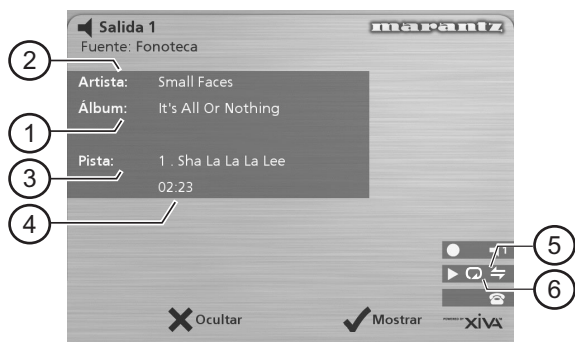 Salida 1
marantz
Fuente: Fonoteca
2
Artista: Small Faces
Álbum: It's All Or Nothing
1
Pista: 1 . Sha La La La Lee
3
02:23
4
5
6
Ocultar
Mostrar
XiVA